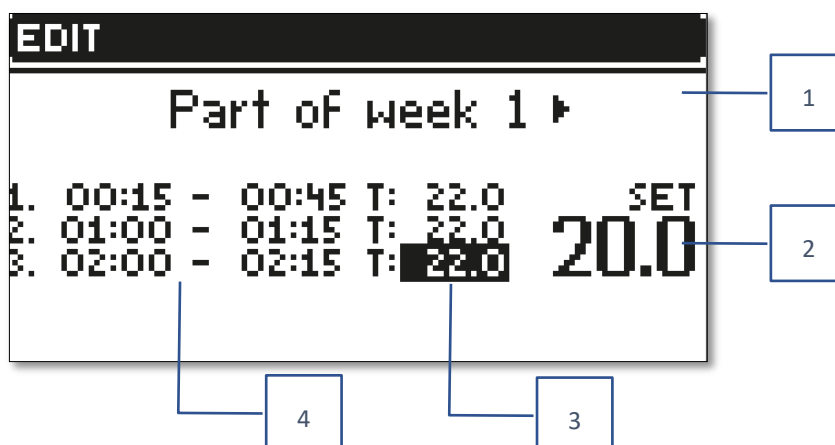 EDIT
Part of week 1
1. 00:15 - 00:45 T: 22.0
2. 01:00 - 01:15 T: 22.0
3. 02:00 - 02:15 T: 22.0
SET
20.0
1
2
3
4